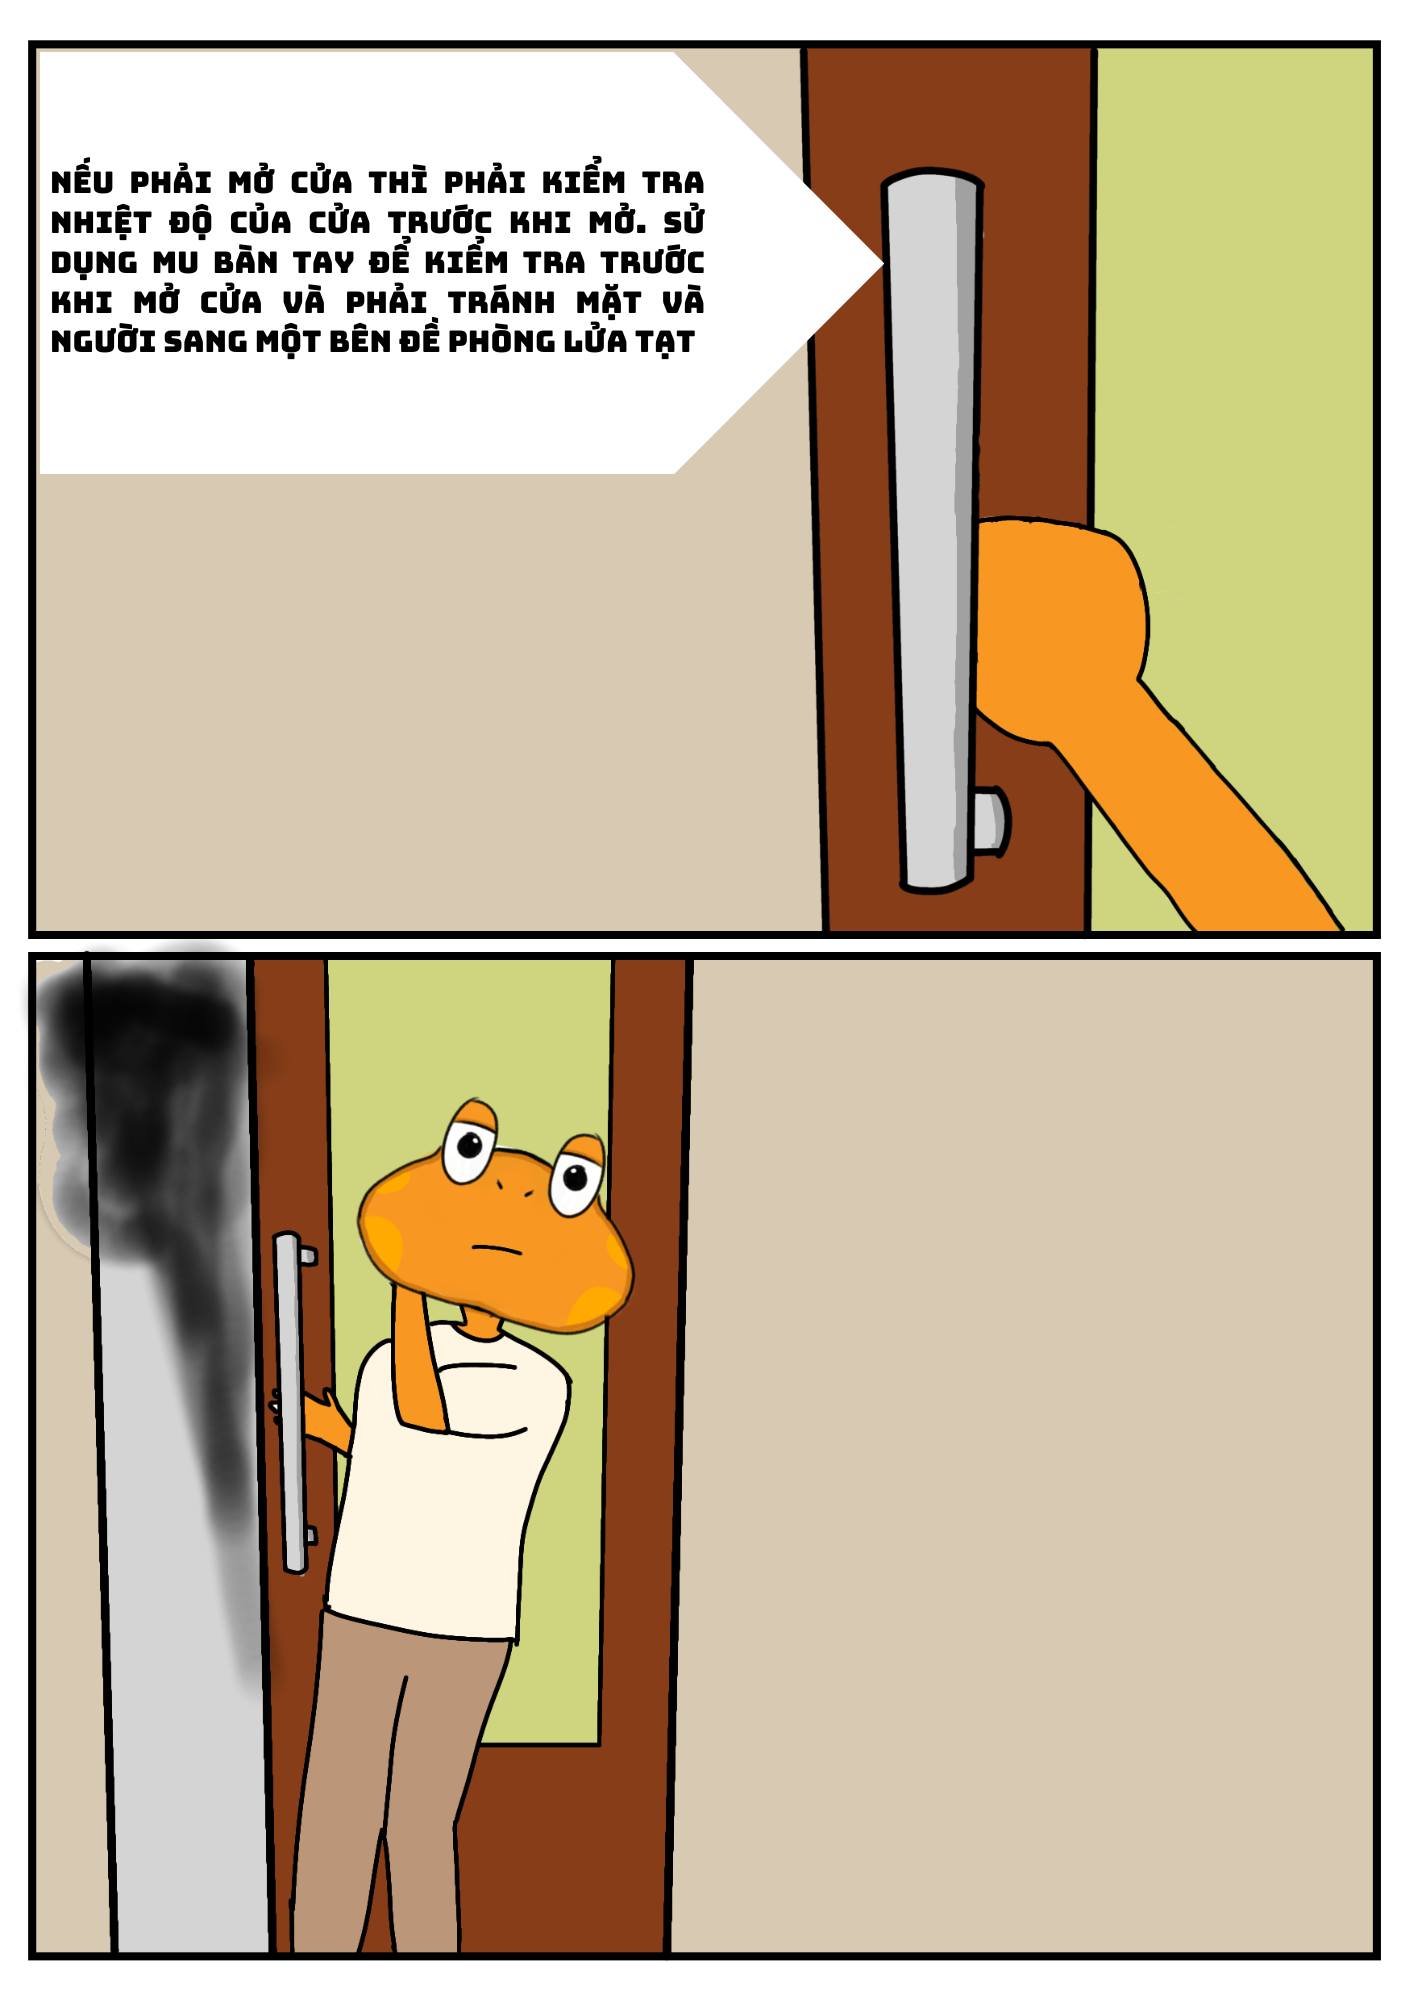 NẾU PHẢI MỞ CỬA THÌ PHẢI KIỂM TRA
NHIỆT ĐỘ CỦA CỬA TRƯỚC KHI MỞ. SỬ
DỤNG MU BÀN TAY ĐỂ KIỂM TRA TRƯỚC
KHI MỞ CỬA VÀ PHẢI TRÁNH MẶT VÀ
NGƯỜI SANG MỘT BÊN ĐỀ PHÒNG LỬA TẠT